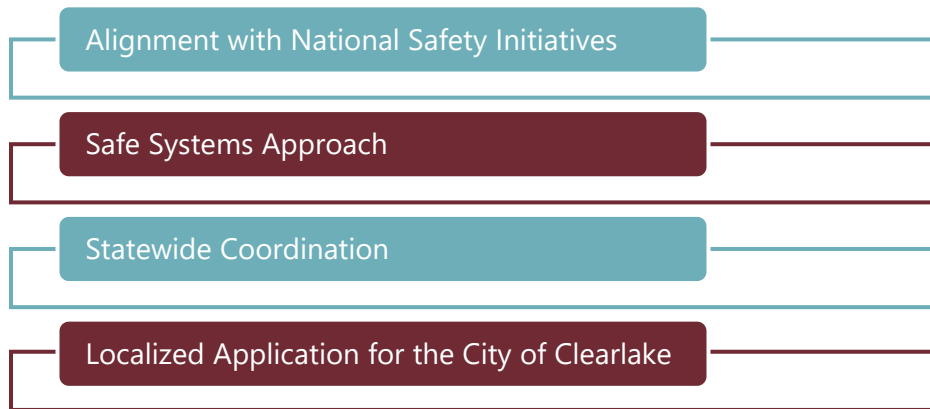 Alignment with National Safety Initiatives
Safe Systems Approach
Statewide Coordination
Localized Application for the City of Clearlake